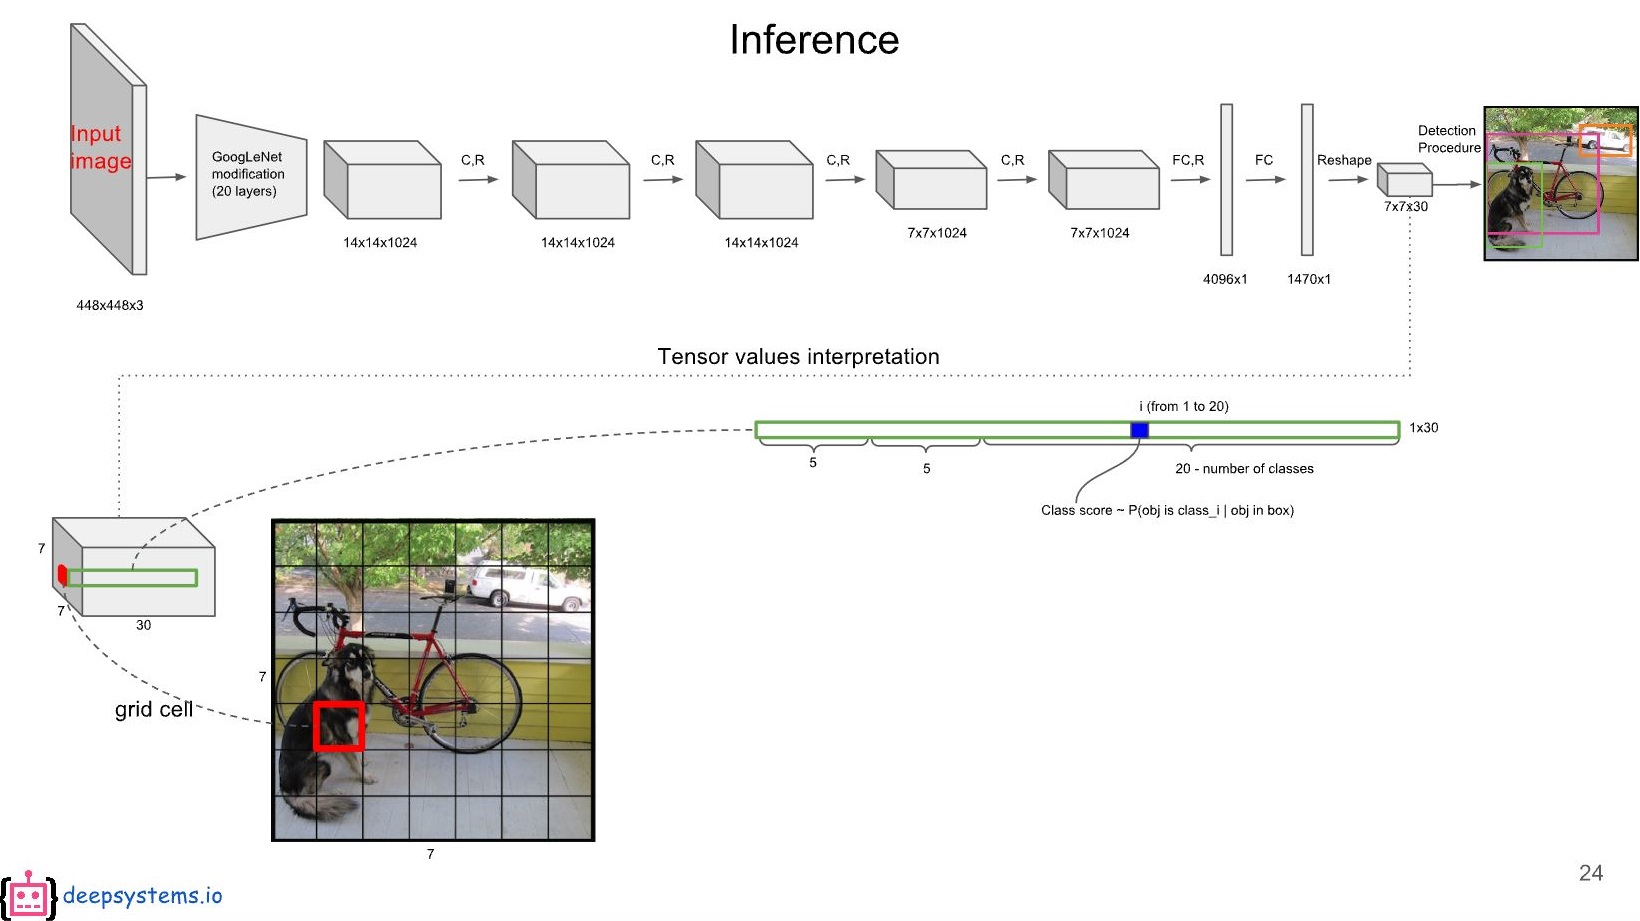 Inference
Input
image
448x448x3
GoogLeNet
modification
(20 layers)
14x14x1024
C,R
14x14x1024
C,R
14x14x1024
C,R
7x7x1024
C,R
7x7x1024
FC,R
4096x1
FC
1470x1
Reshape
7x7x30
Detection
Procedure
Tensor values interpretation
i (from 1 to 20)
1x30
5
5
20 - number of classes
Class score ~ P(obj is class_i | obj in box)
7
7
30
grid cell
7
7
deepsystems.io
24